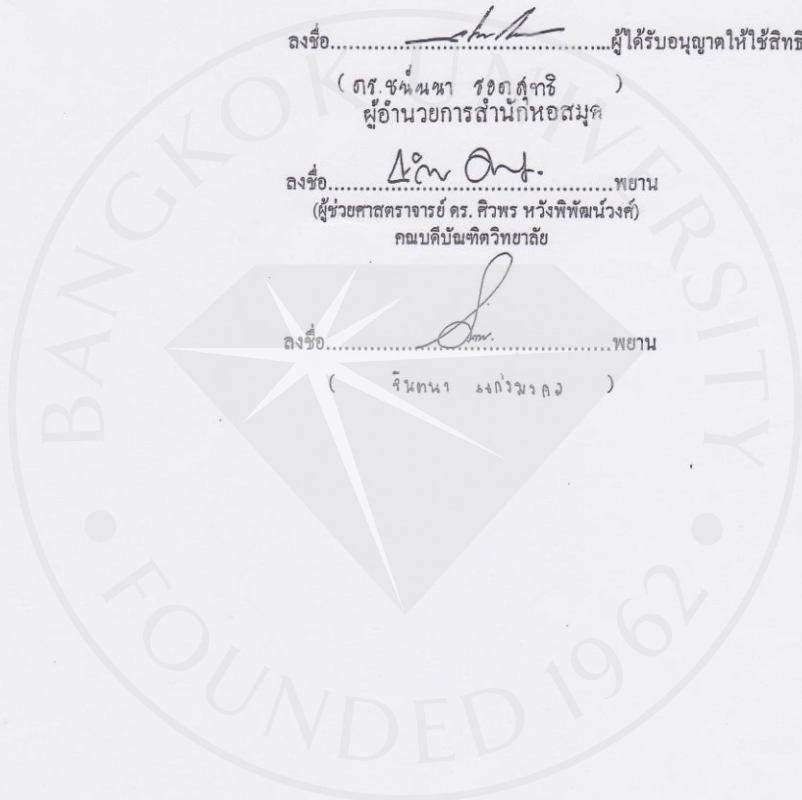 ลงชื่อ.......................................ผู้ได้รับอนุญาตให้ใช้สิทธิ
( ดร.ชนันนา รอดสุทธิ )
ผู้อำนวยการสำนักหอสมุด
ลงชื่อ.......................................พยาน
(ผู้ช่วยศาสตราจารย์ ดร. ศิวพร หวังพิพัฒน์วงศ์)
คณบดีบัณฑิตวิทยาลัย
ลงชื่อ.......................................พยาน
( จินตนา )
BANGKOK UNIVERSITY
FOUNDED 1962